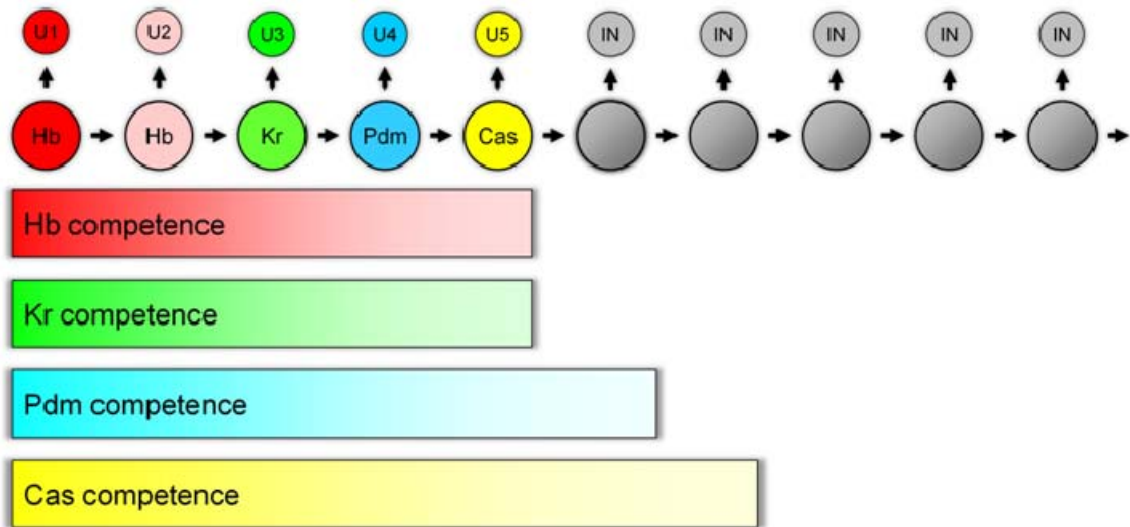 U1 U2 U3 U4 U5 IN IN IN IN IN
Hb Hb Kr Pdm Cas
Hb competence
Kr competence
Pdm competence
Cas competence